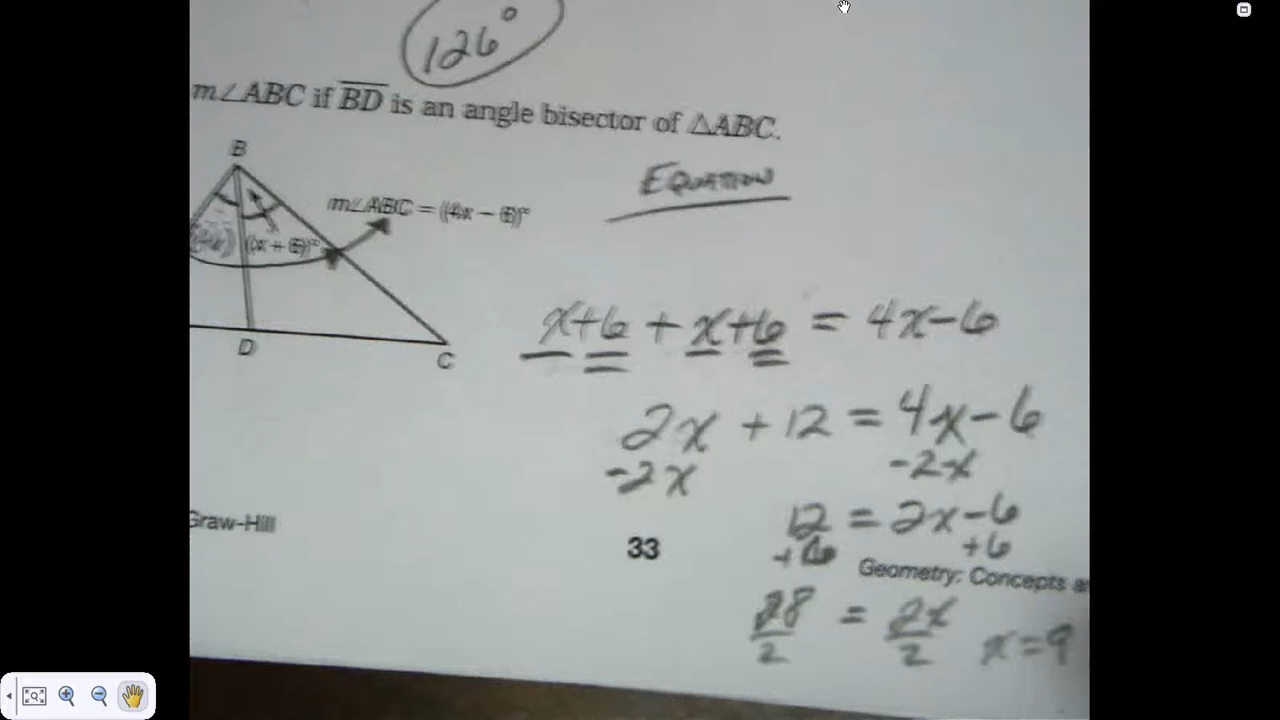 126°
m∠ABC if BD is an angle bisector of △ABC.
B
EQUATION
m∠ABC = (4x − 6)°
(x + 6)°
x+6 + x+6 = 4x-6
D
C
2x + 12 = 4x-6
-2x -2x
12 = 2x-6
+6 +6
Graw-Hill
33
Geometry: Concepts a
18/2 = 2x/2 x=9